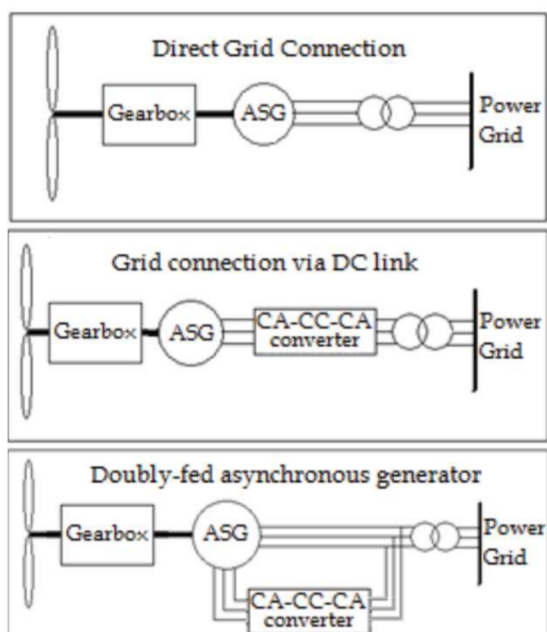 Direct Grid Connection
Gearbox
ASG
Power
Grid
Grid connection via DC link
Gearbox
ASG
CA-CC-CA
converter
Power
Grid
Doubly-fed asynchronous generator
Gearbox
ASG
Power
Grid
CA-CC-CA
converter